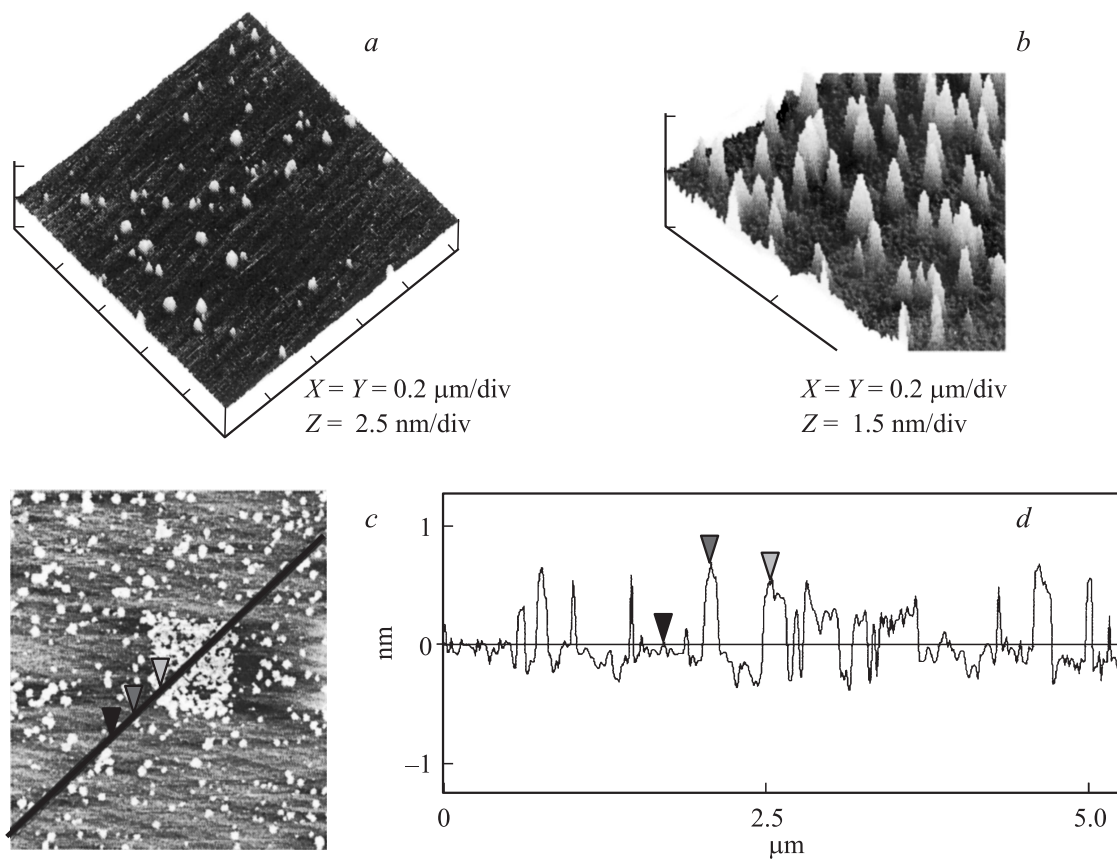 a
b
X = Y = 0.2 μm/div
Z = 2.5 nm/div
X = Y = 0.2 μm/div
Z = 1.5 nm/div
c
d
1
0
–1
nm
0
2.5
5.0
μm